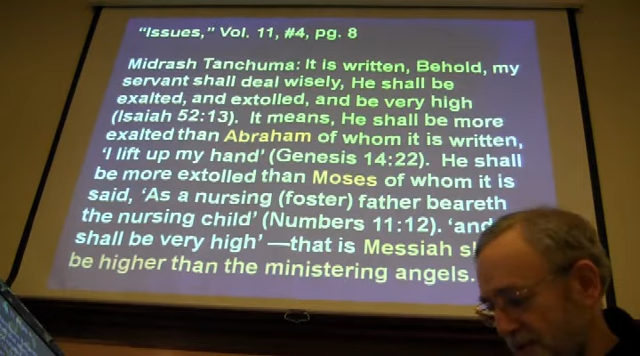 “Issues,” Vol. 11, #4, pg. 8
Midrash Tanchuma: It is written, Behold, my
servant shall deal wisely, He shall be
exalted, and extolled, and be very high
(Isaiah 52:13). It means, He shall be more
exalted than Abraham of whom it is written,
‘I lift up my hand’ (Genesis 14:22). He shall
be more extolled than Moses of whom it is
said, ‘As a nursing (foster) father beareth
the nursing child’ (Numbers 11:12). ‘and
shall be very high’ —that is Messiah
be higher than the ministering angels.